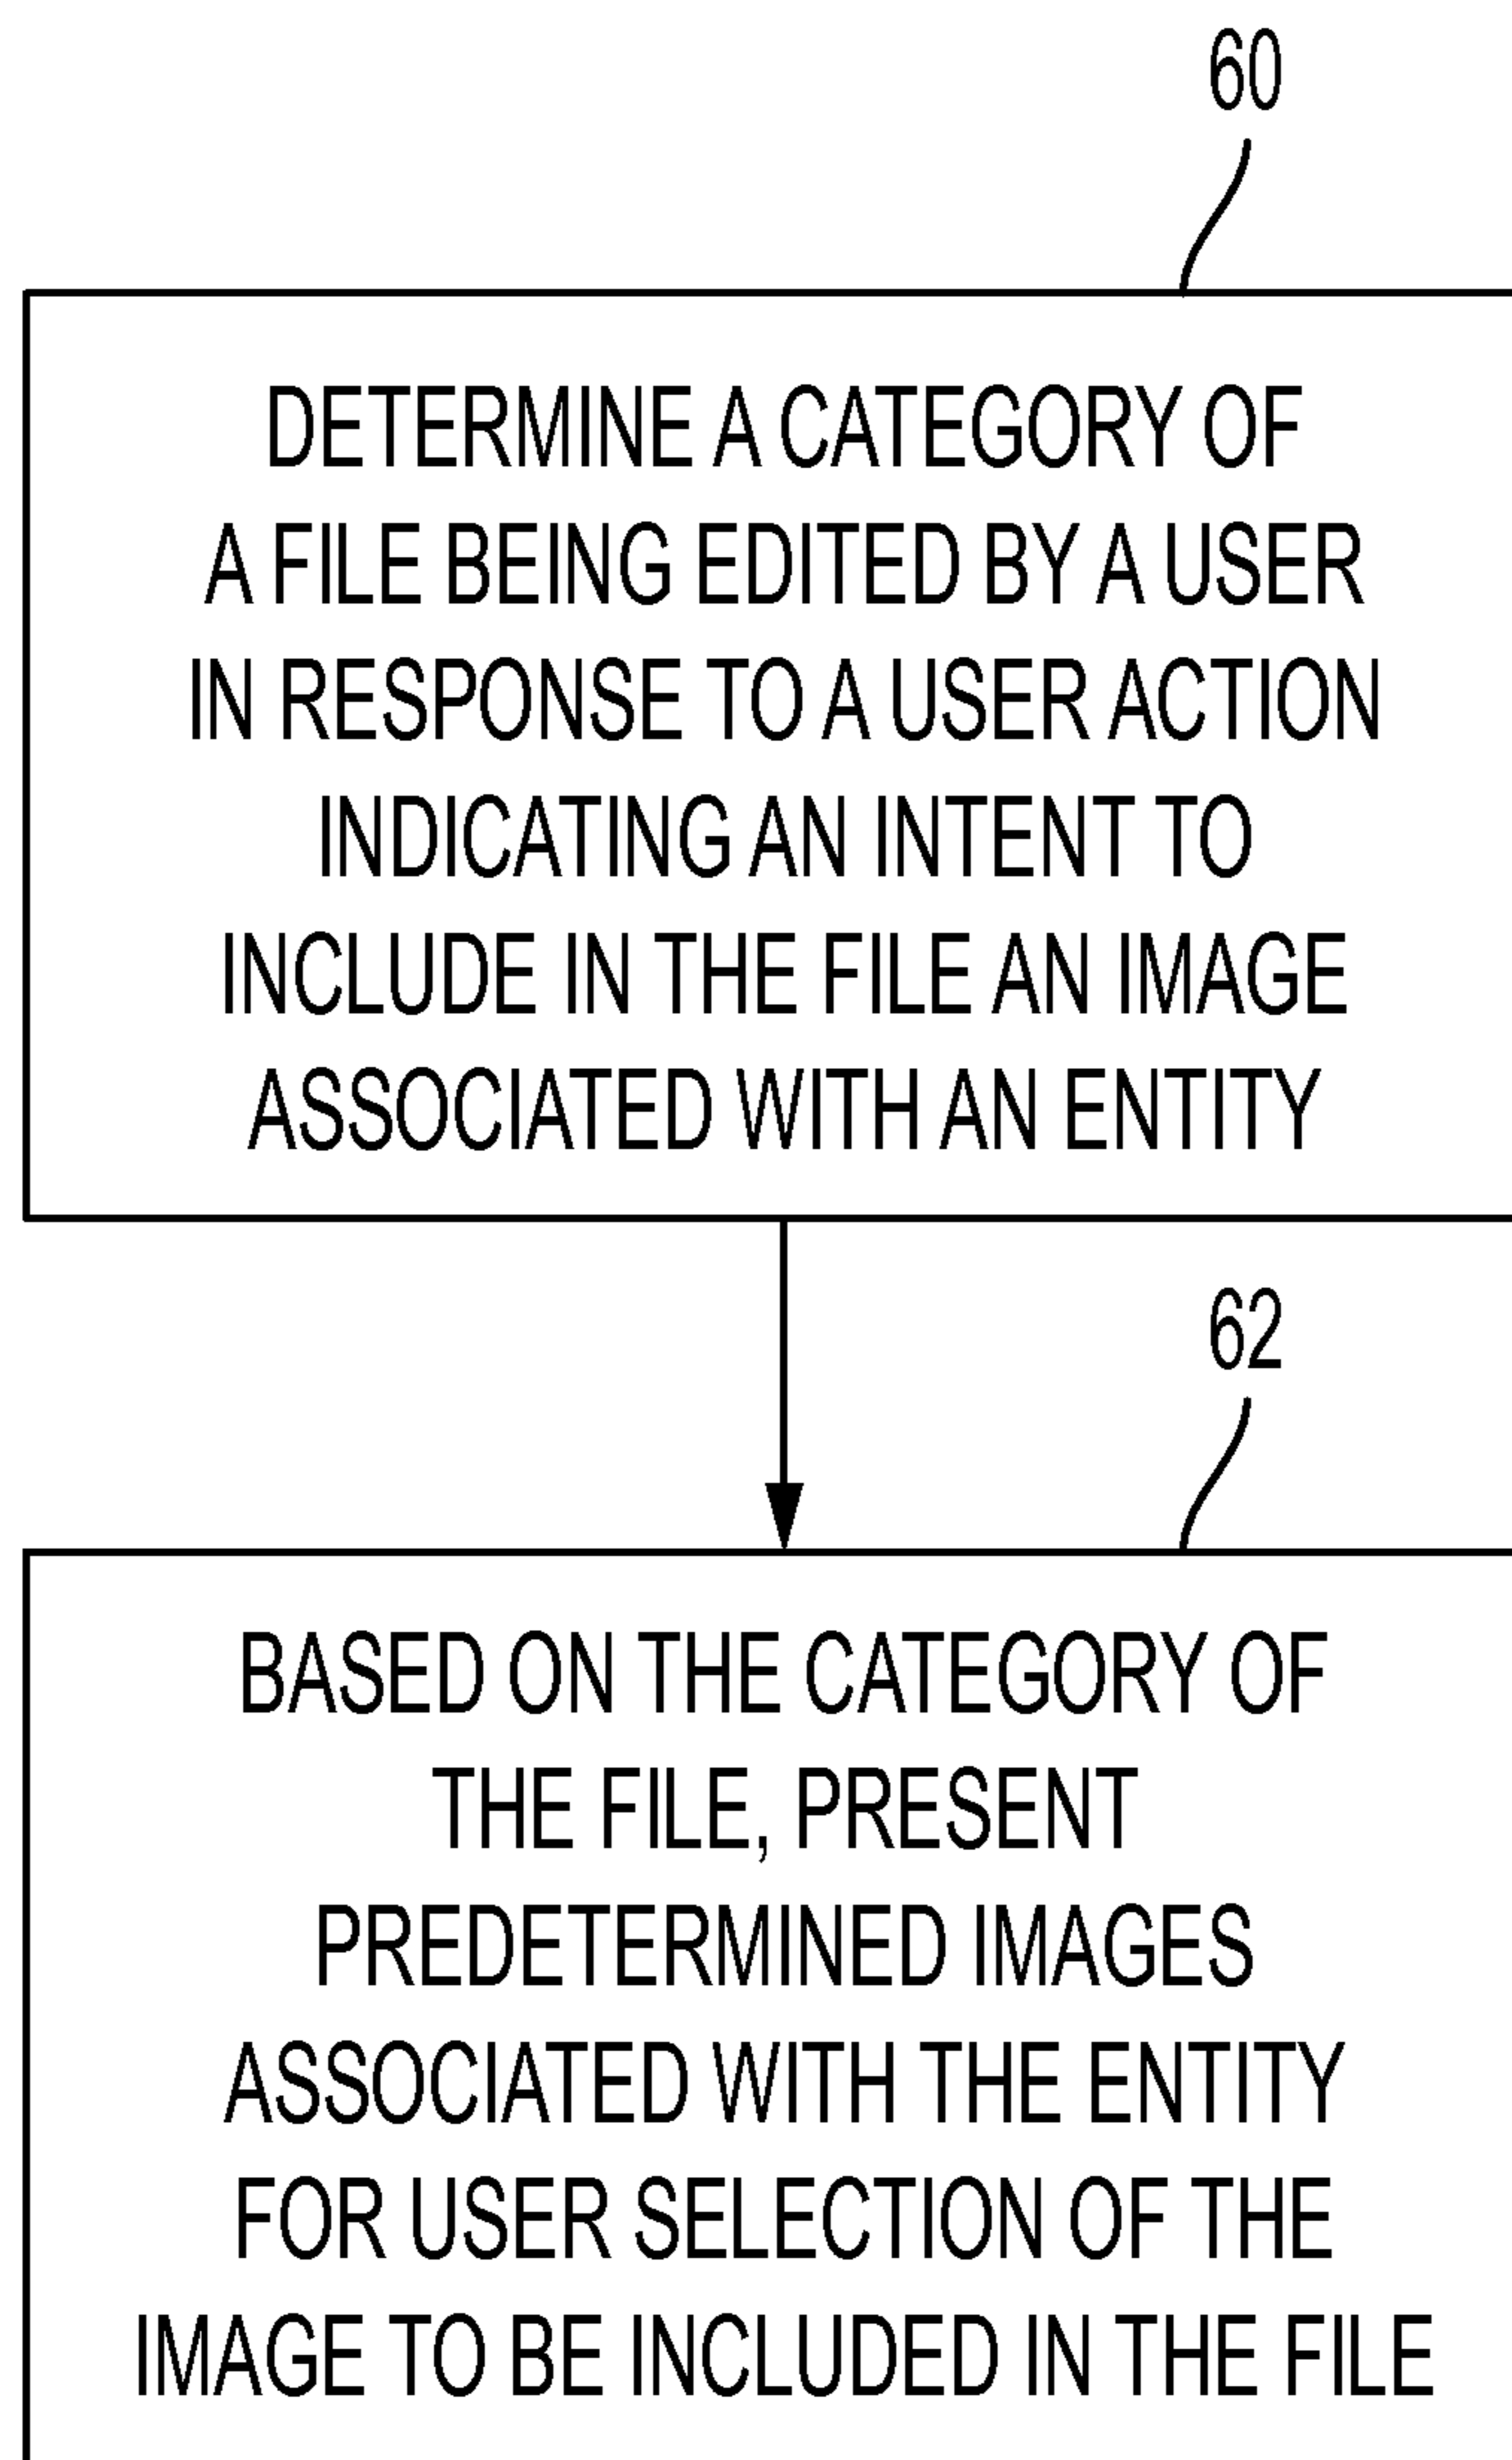 60
DETERMINE A CATEGORY OF
A FILE BEING EDITED BY A USER
IN RESPONSE TO A USER ACTION
INDICATING AN INTENT TO
INCLUDE IN THE FILE AN IMAGE
ASSOCIATED WITH AN ENTITY
62
BASED ON THE CATEGORY OF
THE FILE, PRESENT
PREDETERMINED IMAGES
ASSOCIATED WITH THE ENTITY
FOR USER SELECTION OF THE
IMAGE TO BE INCLUDED IN THE FILE